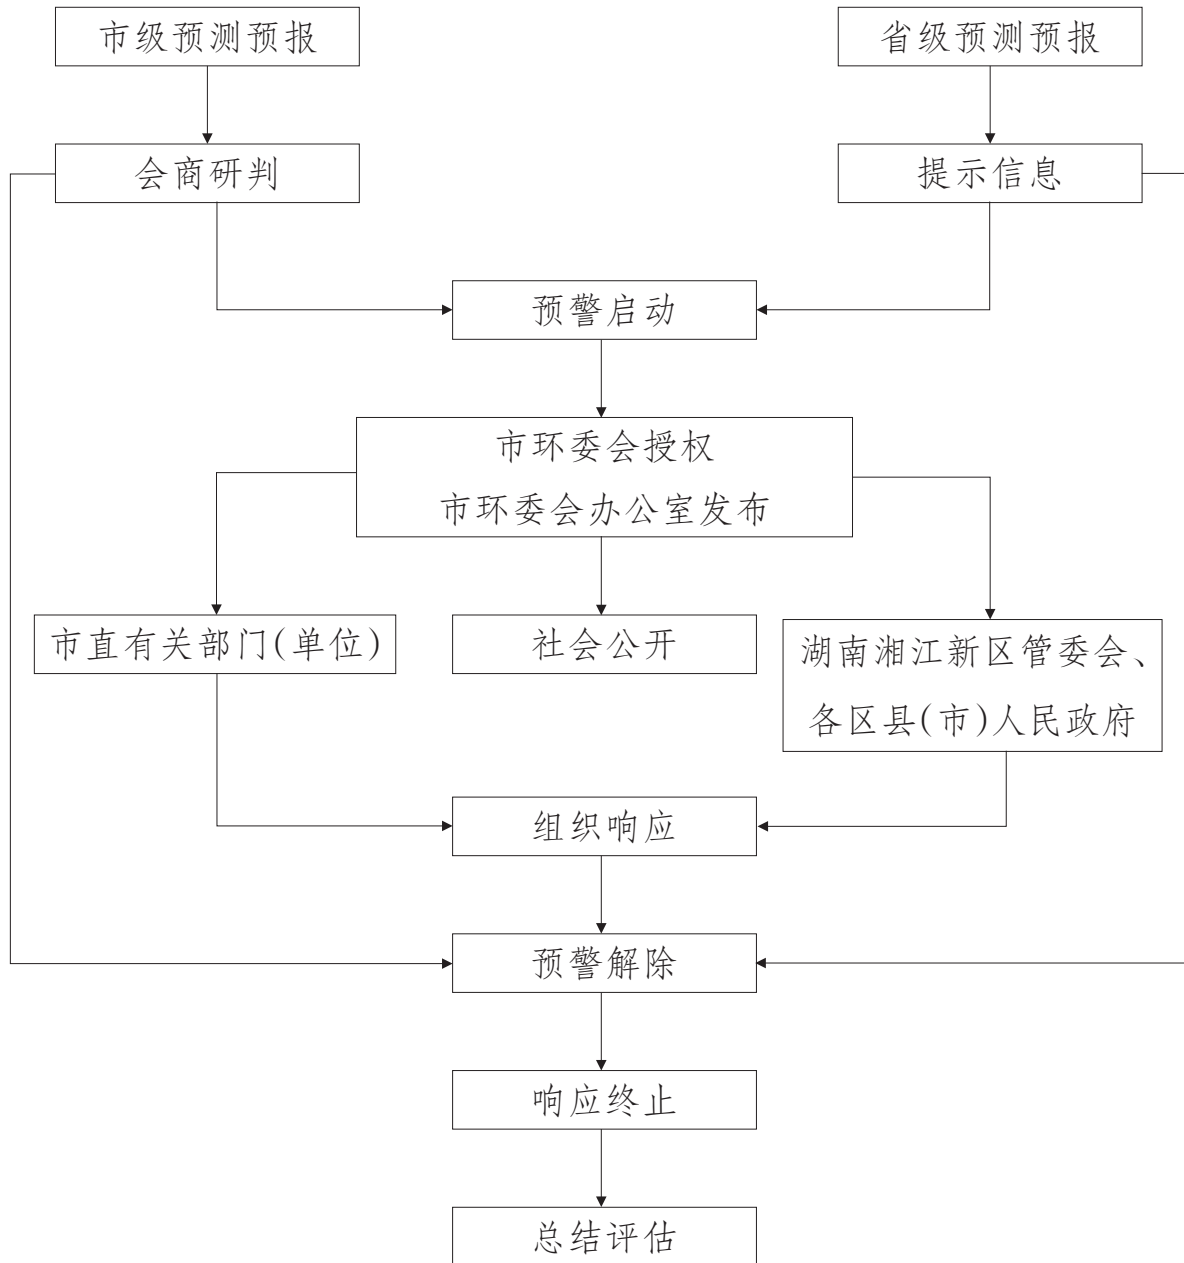 市级预测预报
省级预测预报
会商研判
提示信息
预警启动
市环委会授权
市环委会办公室发布
市直有关部门(单位)
社会公开
湖南湘江新区管委会、
各区县(市)人民政府
组织响应
预警解除
响应终止
总结评估